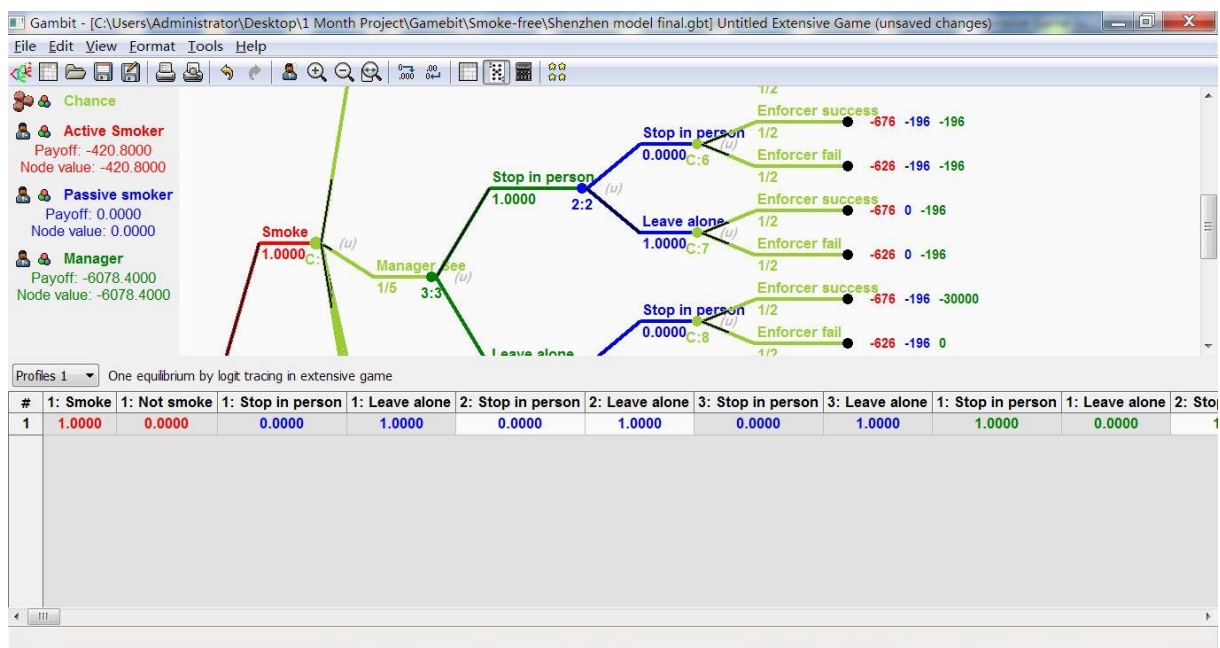 Gambit - [C:\Users\Administrator\Desktop\1 Month Project\Gamebit\Smoke-free\Shenzhen model final.gbt] Untitled Extensive Game (unsaved changes)
File Edit View Format Tools Help
Chance
Active Smoker
Payoff: -420.8000
Node value: -420.8000
Passive smoker
Payoff: 0.0000
Node value: 0.0000
Manager
Payoff: -6078.4000
Node value: -6078.4000
1/2
Enforcer success
1/2
-676 -196 -196
Stop in person
0.0000
C:6
(u)
Enforcer fail
1/2
-626 -196 -196
Stop in person
1.0000
2:2
(u)
Enforcer success
1/2
-676 0 -196
Leave alone
1.0000
C:7
(u)
Enforcer fail
1/2
-626 0 -196
Smoke
1.0000
C:
(u)
Manager See
1/5
3:3
(u)
Enforcer success
1/2
-676 -196 -30000
Stop in person
0.0000
C:8
(u)
Enforcer fail
1/2
-626 -196 0
Leave alone
Profiles 1 One equilibrium by logit tracing in extensive game
# 1: Smoke 1: Not smoke 1: Stop in person 1: Leave alone 2: Stop in person 2: Leave alone 3: Stop in person 3: Leave alone 1: Stop in person 1: Leave alone 2: Sto
1 1.0000 0.0000 0.0000 1.0000 0.0000 1.0000 0.0000 1.0000 1.0000 0.0000 1